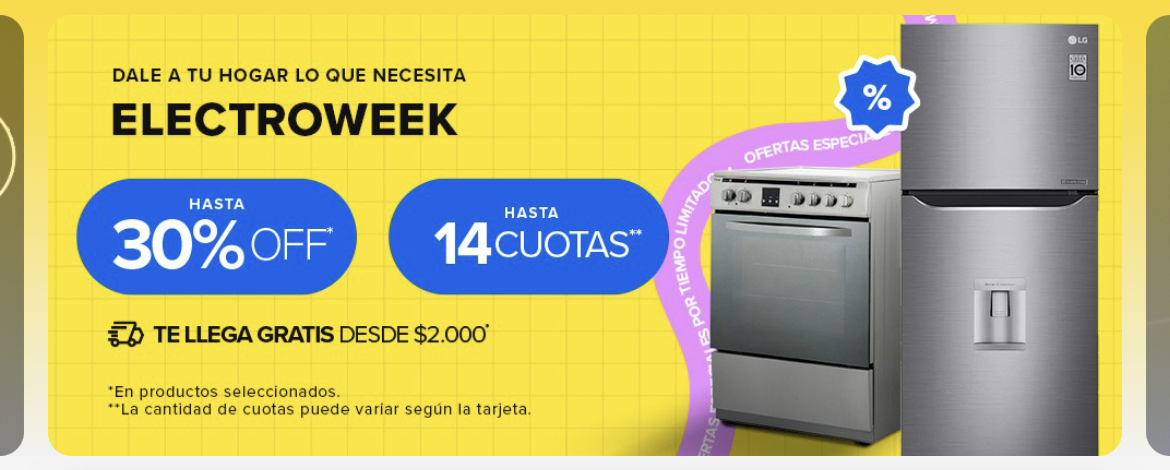 DALE A TU HOGAR LO QUE NECESITA
ELECTROWEEK
HASTA
30% OFF*
HASTA
14 CUOTAS**
TE LLEGA GRATIS DESDE $2.000*
*En productos seleccionados.
**La cantidad de cuotas puede variar según la tarjeta.
%
OFERTAS ESPECIA
POR TIEMPO LIMITADO
LG
10